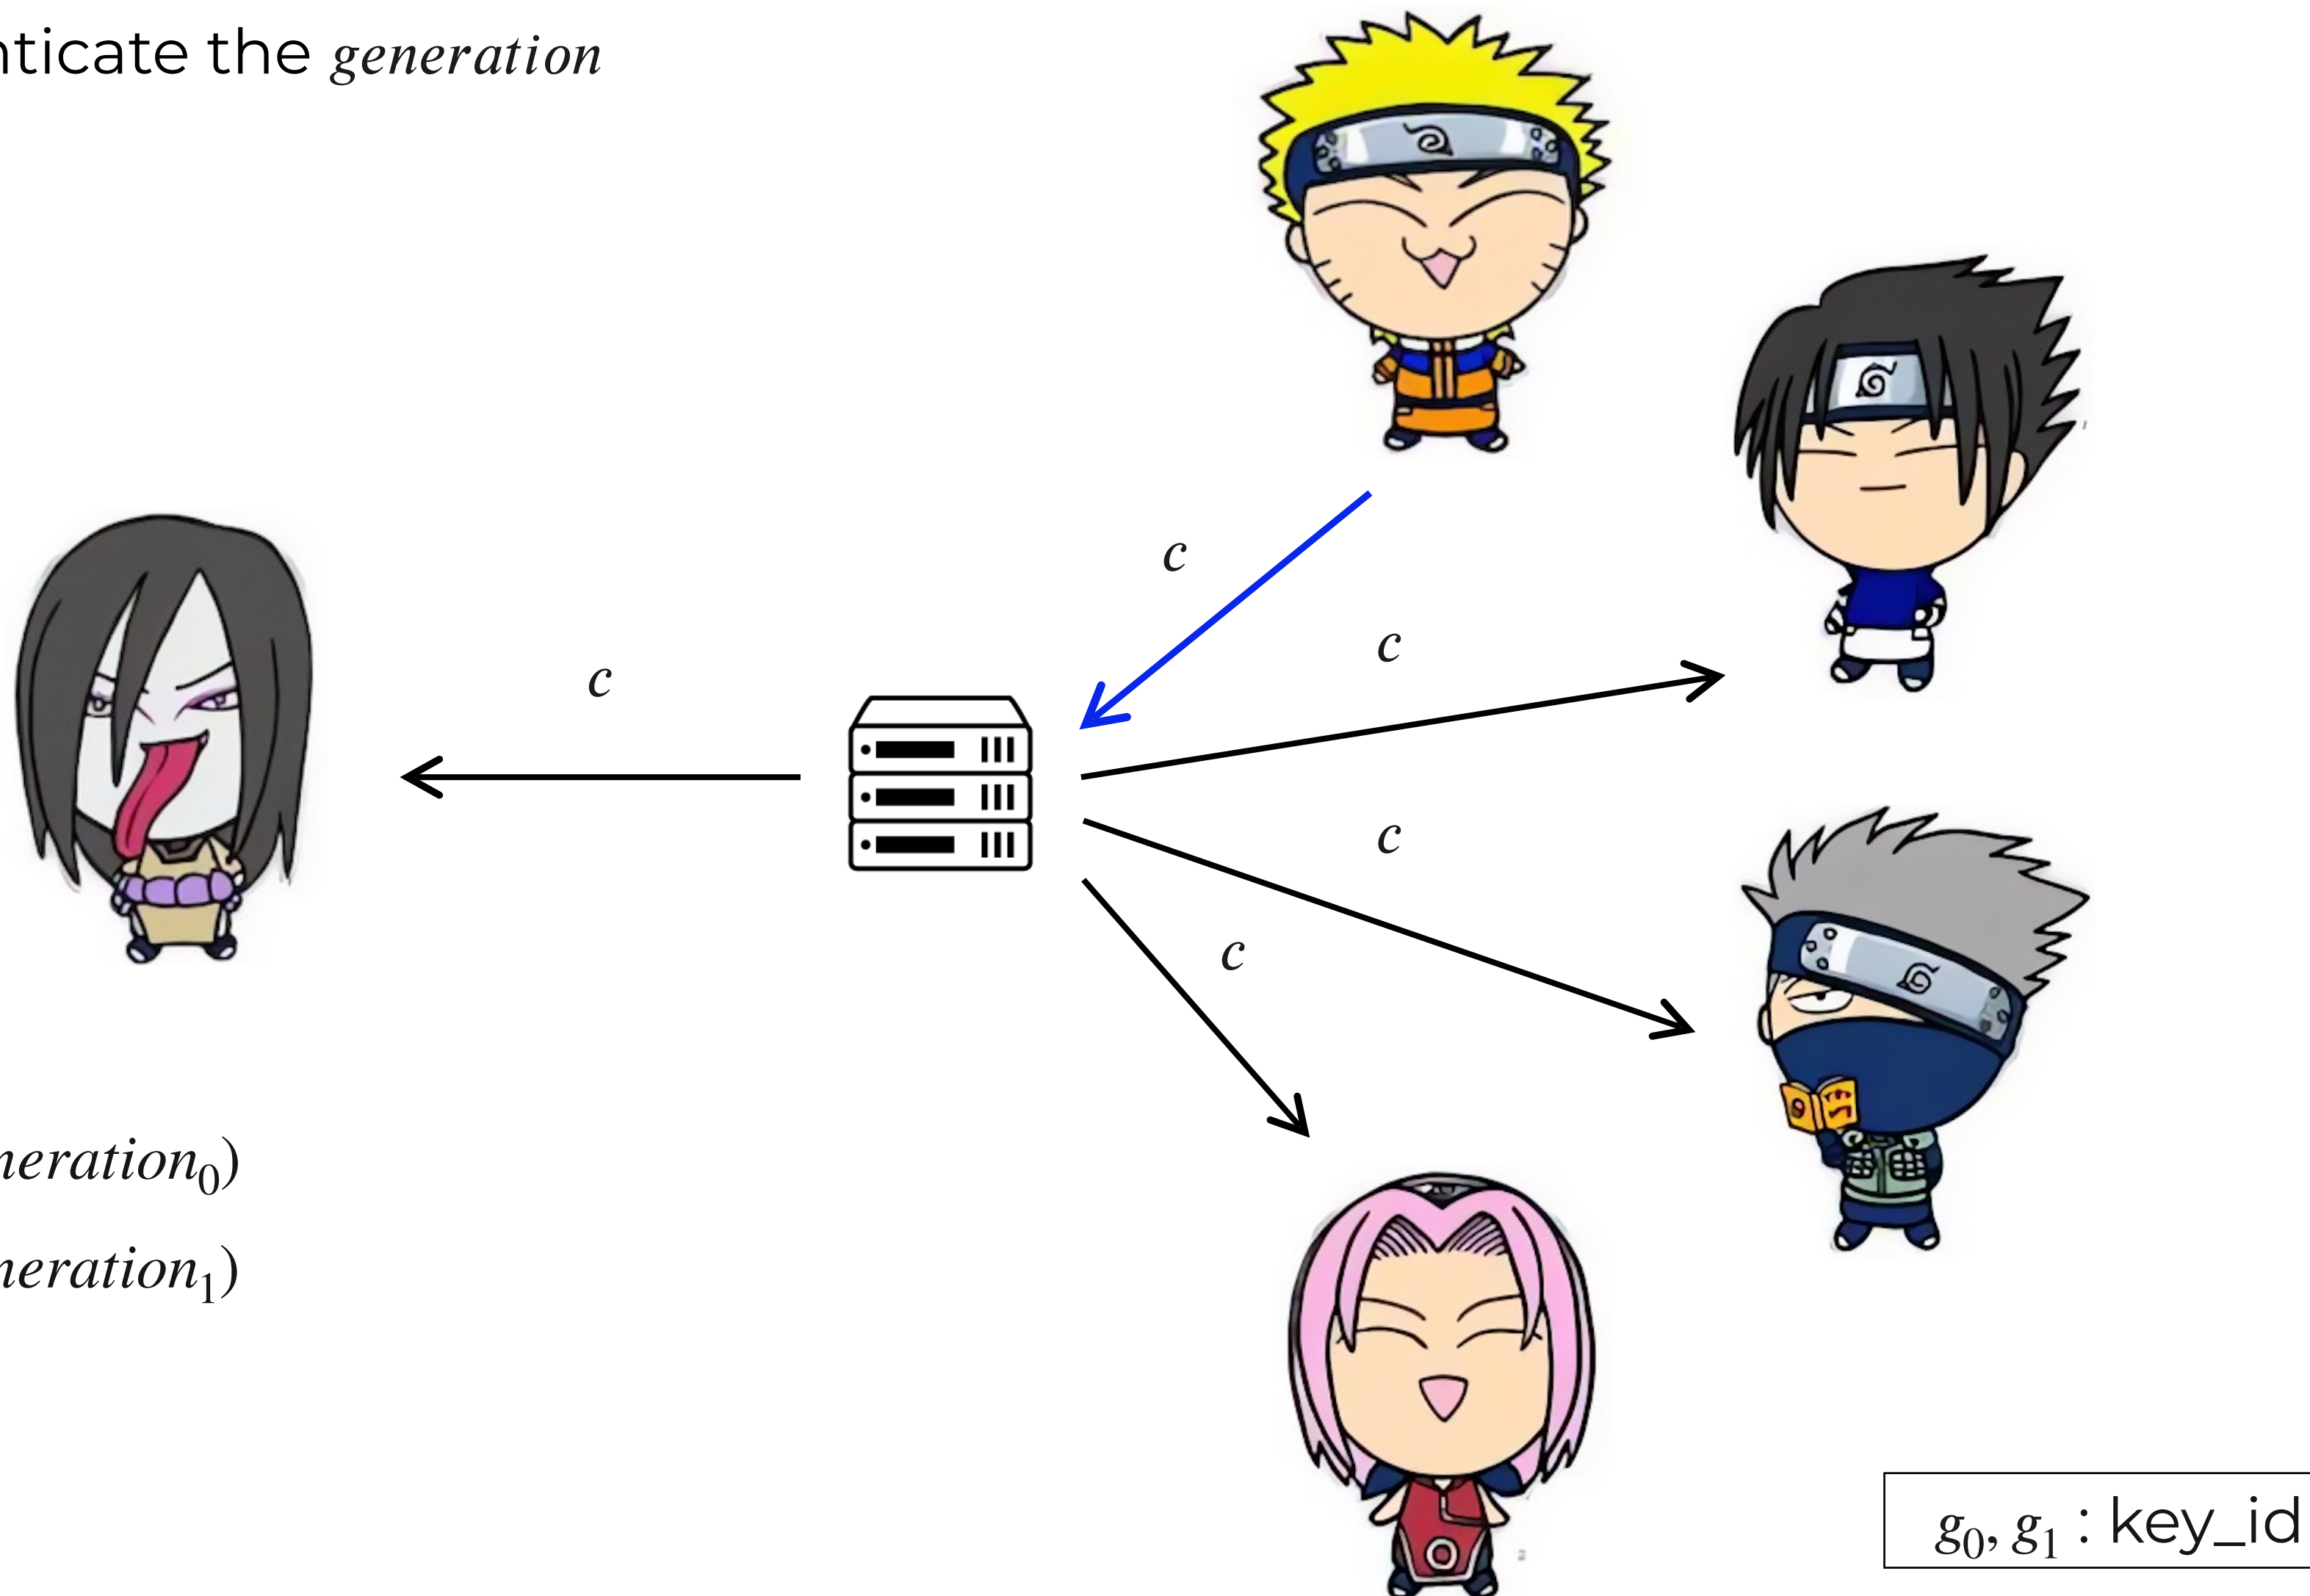 nticate the generation
c
c
c
c
c
neration₀)
neration₁)
g₀, g₁ : key_id